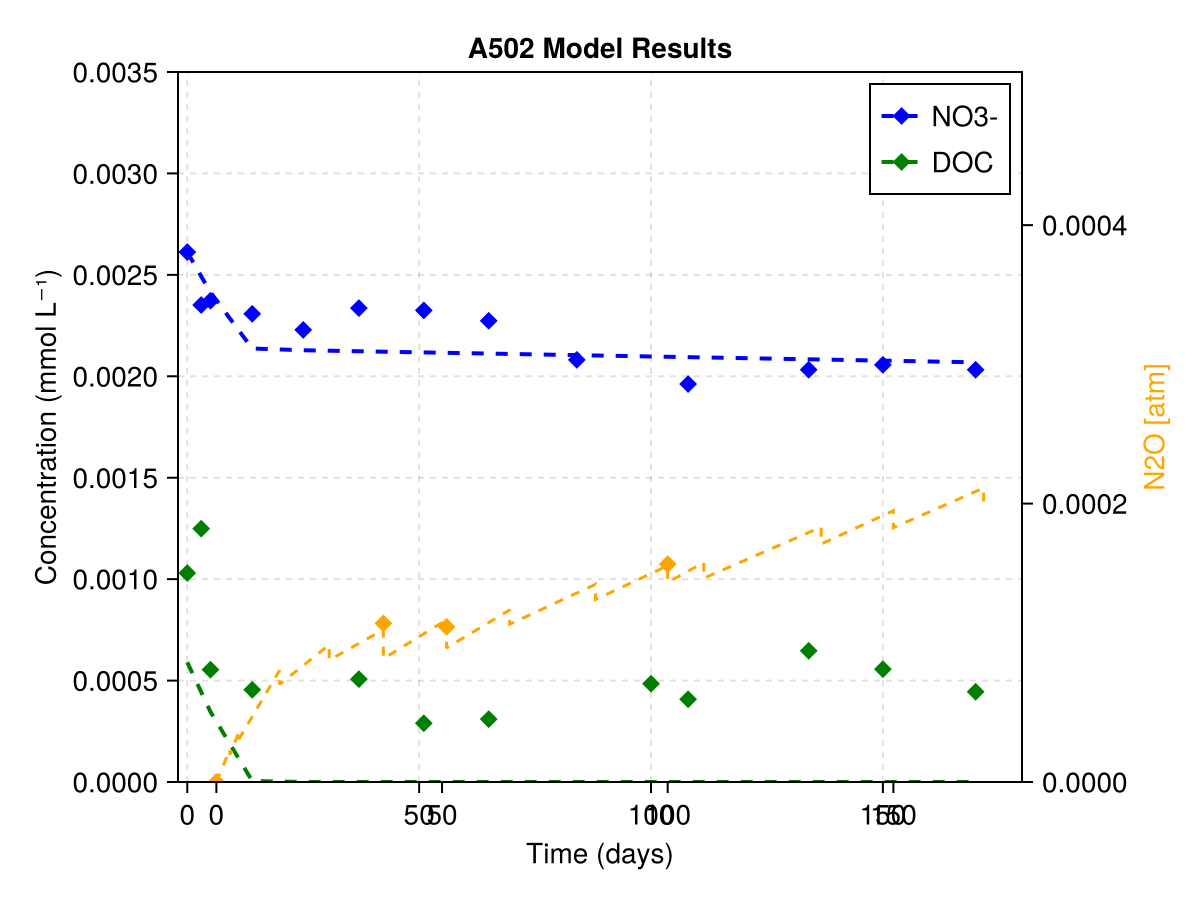 A502 Model Results
0.0035
0.0030
0.0025
0.0020
0.0015
0.0010
0.0005
0.0000
Concentration (mmol L⁻¹)
NO3-
DOC
0.0004
0.0002
0.0000
N2O [atm]
0 0 50 50 100 100 150 150
Time (days)